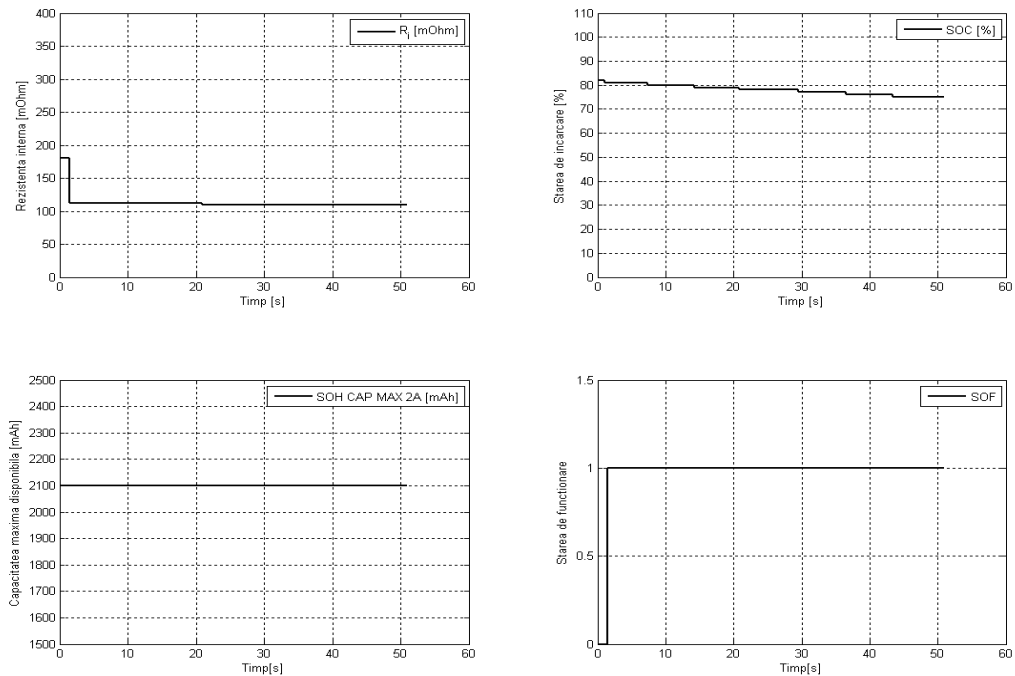 400
350
300
250
200
150
100
50
0
Rezistenta interna [mOhm]
R_i [mOhm]
0 10 20 30 40 50 60
Timp [s]
110
100
90
80
70
60
50
40
30
20
10
0
Starea de incarcare [%]
SOC [%]
0 10 20 30 40 50 60
Timp [s]
2500
2400
2300
2200
2100
2000
1900
1800
1700
1600
1500
Capacitatea maxima disponibila [mAh]
SOH CAP MAX 2A [mAh]
0 10 20 30 40 50 60
Timp[s]
1.5
1
0.5
0
Starea de functionare
SOF
0 10 20 30 40 50 60
Timp[s]